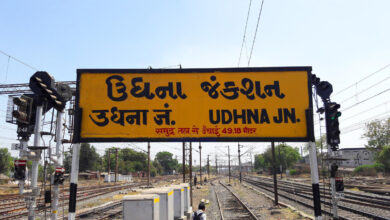 ઉધના જંકશન
उधना जं. UDHNA JN.
समुद्र तल से ऊंचाई 49.18 मीटर